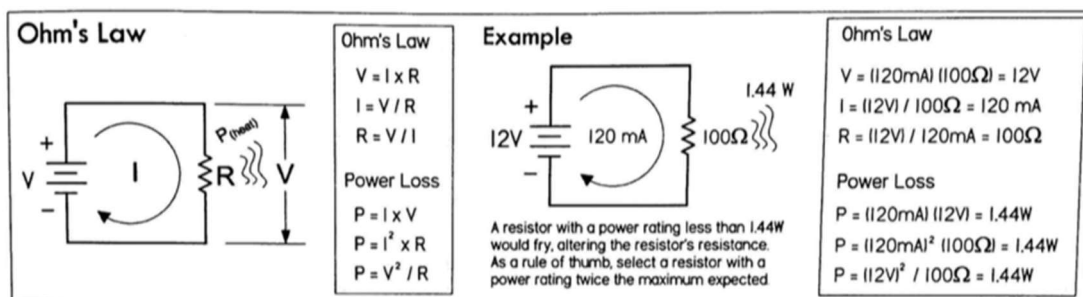 Ohm's Law
+
V
−
I
P(heat)
R
V
Ohm's Law
V = I x R
I = V / R
R = V / I
Power Loss
P = I x V
P = I² x R
P = V² / R
Example
+
12V
−
120 mA
100Ω
1.44 W
A resistor with a power rating less than 1.44W
would fry, altering the resistor's resistance.
As a rule of thumb, select a resistor with a
power rating twice the maximum expected
Ohm's Law
V = (120mA) (100Ω) = 12V
I = (12V) / 100Ω = 120 mA
R = (12V) / 120mA = 100Ω
Power Loss
P = (120mA) (12V) = 1.44W
P = (120mA)² (100Ω) = 1.44W
P = (12V)² / 100Ω = 1.44W